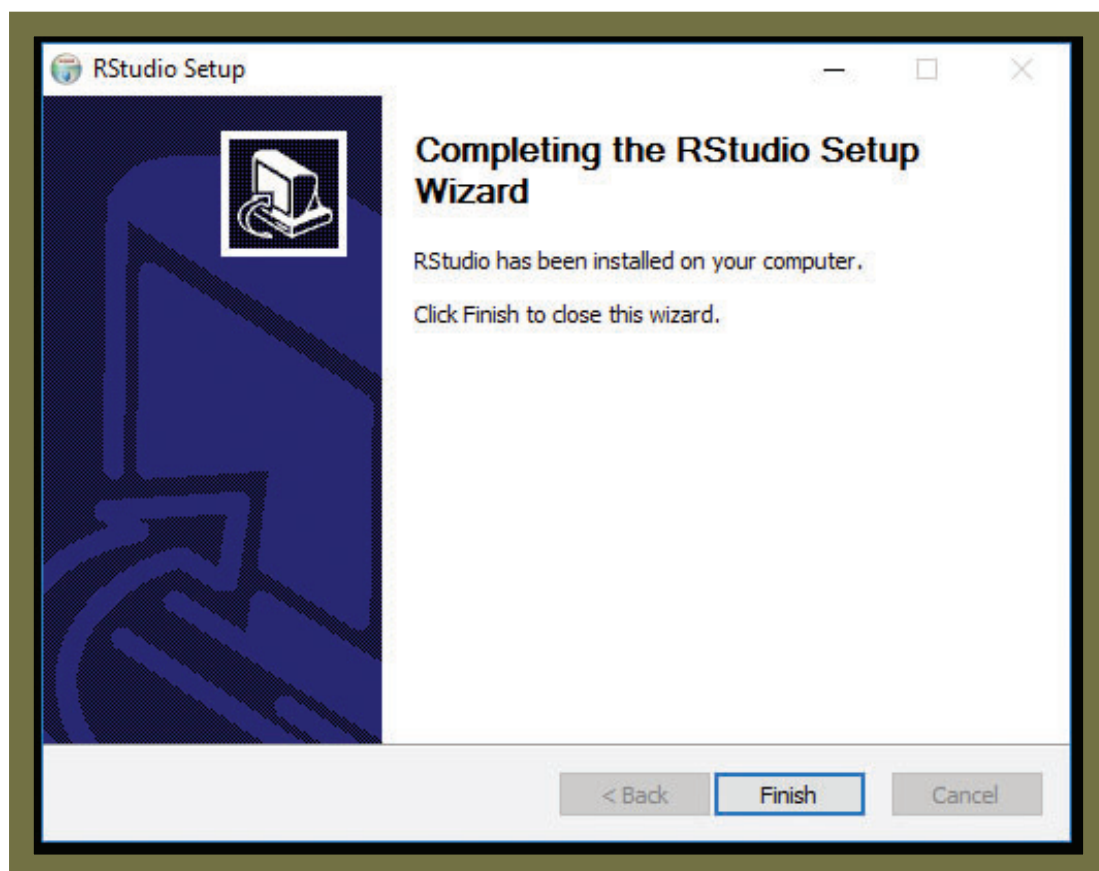 RStudio Setup
Completing the RStudio Setup
Wizard
RStudio has been installed on your computer.
Click Finish to close this wizard.
< Back
Finish
Cancel